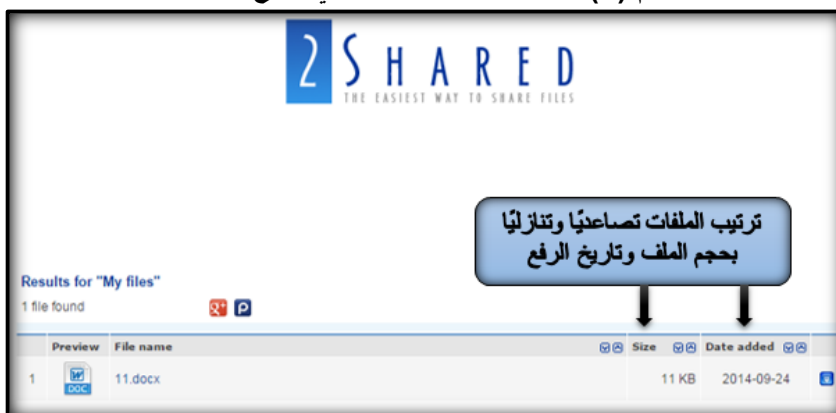 2SHARED
THE EASIEST WAY TO SHARE FILES
ترتيب الملفات تصاعديًا وتنازليًا
بحجم الملف وتاريخ الرفع
Results for "My files"
1 file found
Preview File name Size Date added
1 DOC 11.docx 11 KB 2014-09-24